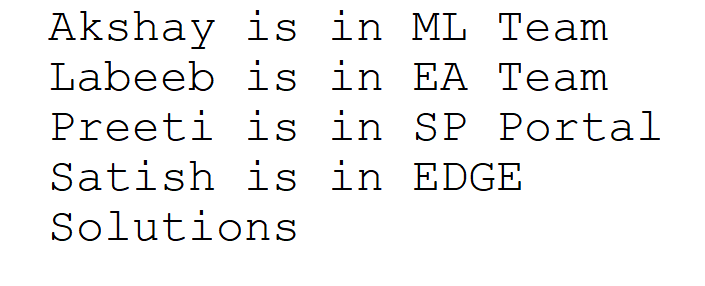 Akshay is in ML Team
Labeeb is in EA Team
Preeti is in SP Portal
Satish is in EDGE
Solutions